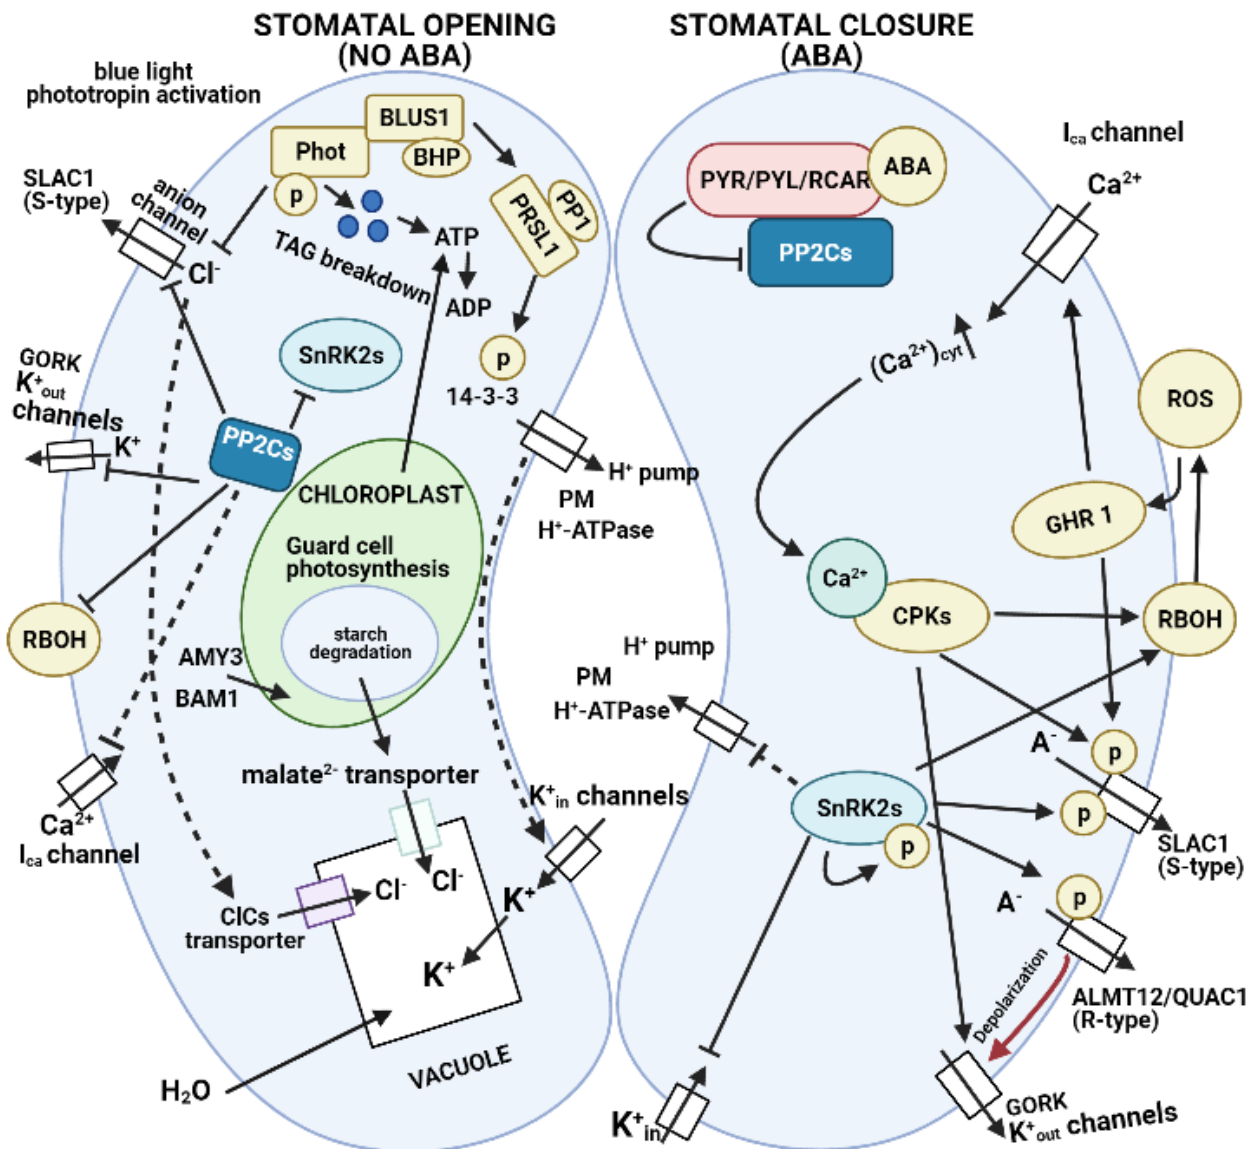 STOMATAL OPENING
(NO ABA)
blue light
phototropin activation
BLUS1
Phot
BHP
p
SLAC1
(S-type)
anion
channel
Cl⁻
TAG breakdown
ATP
ADP
PRSL1
PP1
p
14-3-3
SnRK2s
GORK
K⁺out
channels
K⁺
PP2Cs
H⁺ pump
PM
H⁺-ATPase
CHLOROPLAST
Guard cell
photosynthesis
starch
degradation
RBOH
AMY3
BAM1
malate²⁻ transporter
K⁺in channels
Ca²⁺
Ica channel
ClCs
transporter
Cl⁻
Cl⁻
K⁺
K⁺
VACUOLE
H₂O
STOMATAL CLOSURE
(ABA)
PYR/PYL/RCAR
ABA
PP2Cs
Ica channel
Ca²⁺
(Ca²⁺)cyt
ROS
GHR 1
Ca²⁺
CPKs
RBOH
H⁺ pump
PM
H⁺-ATPase
SnRK2s
p
A⁻
p
p
SLAC1
(S-type)
A⁻
p
ALMT12/QUAC1
(R-type)
Depolarization
GORK
K⁺out channels
K⁺in